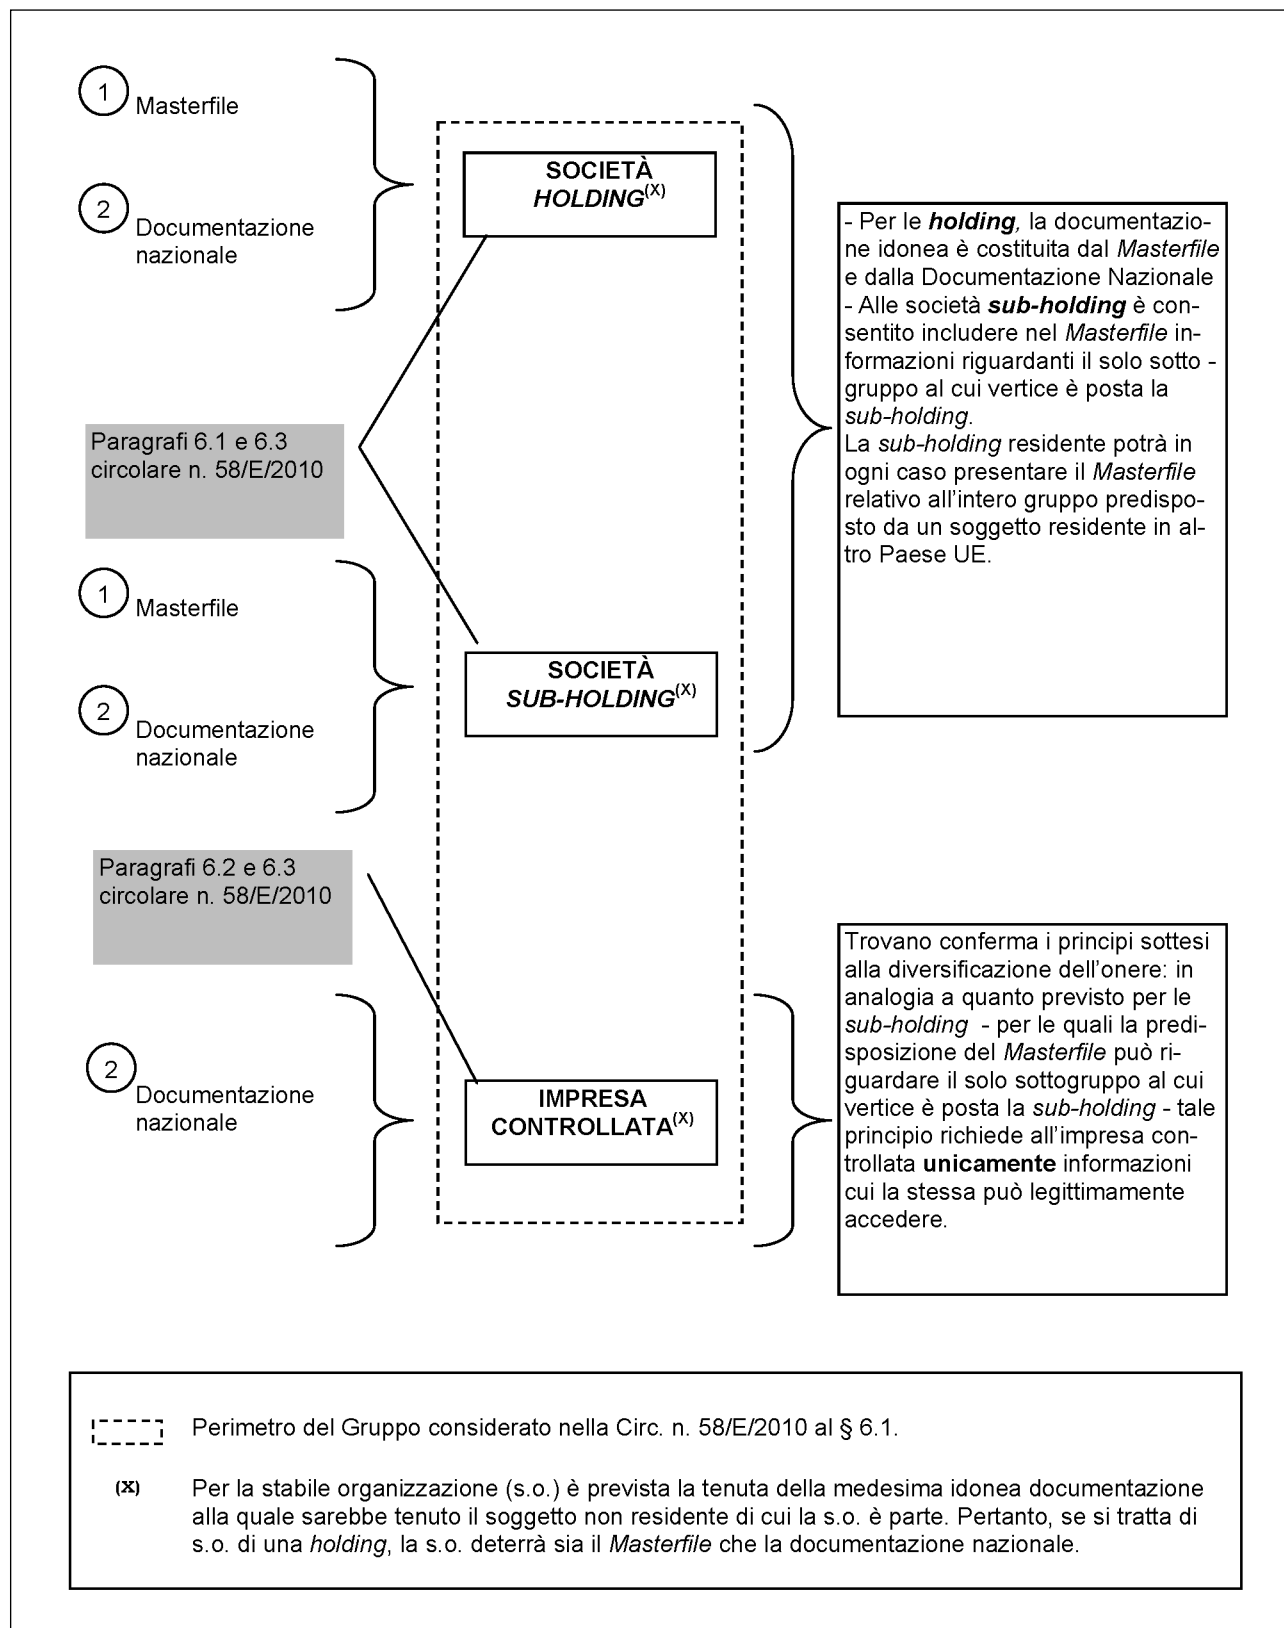 1
Masterfile
2
Documentazione
nazionale
SOCIETÀ
HOLDING(X)
- Per le holding, la documentazio-
ne idonea è costituita dal Masterfile
e dalla Documentazione Nazionale
- Alle società sub-holding è con-
sentito includere nel Masterfile in-
formazioni riguardanti il solo sotto -
gruppo al cui vertice è posta la
sub-holding.
La sub-holding residente potrà in
ogni caso presentare il Masterfile
relativo all'intero gruppo predispo-
sto da un soggetto residente in al-
tro Paese UE.
Paragrafi 6.1 e 6.3
circolare n. 58/E/2010
1
Masterfile
2
Documentazione
nazionale
SOCIETÀ
SUB-HOLDING(X)
Paragrafi 6.2 e 6.3
circolare n. 58/E/2010
2
Documentazione
nazionale
IMPRESA
CONTROLLATA(X)
Trovano conferma i principi sottesi
alla diversificazione dell'onere: in
analogia a quanto previsto per le
sub-holding - per le quali la predi-
sposizione del Masterfile può ri-
guardare il solo sottogruppo al cui
vertice è posta la sub-holding - tale
principio richiede all'impresa con-
trollata unicamente informazioni
cui la stessa può legittimamente
accedere.
Perimetro del Gruppo considerato nella Circ. n. 58/E/2010 al § 6.1.
(X) Per la stabile organizzazione (s.o.) è prevista la tenuta della medesima idonea documentazione
alla quale sarebbe tenuto il soggetto non residente di cui la s.o. è parte. Pertanto, se si tratta di
s.o. di una holding, la s.o. deterrà sia il Masterfile che la documentazione nazionale.